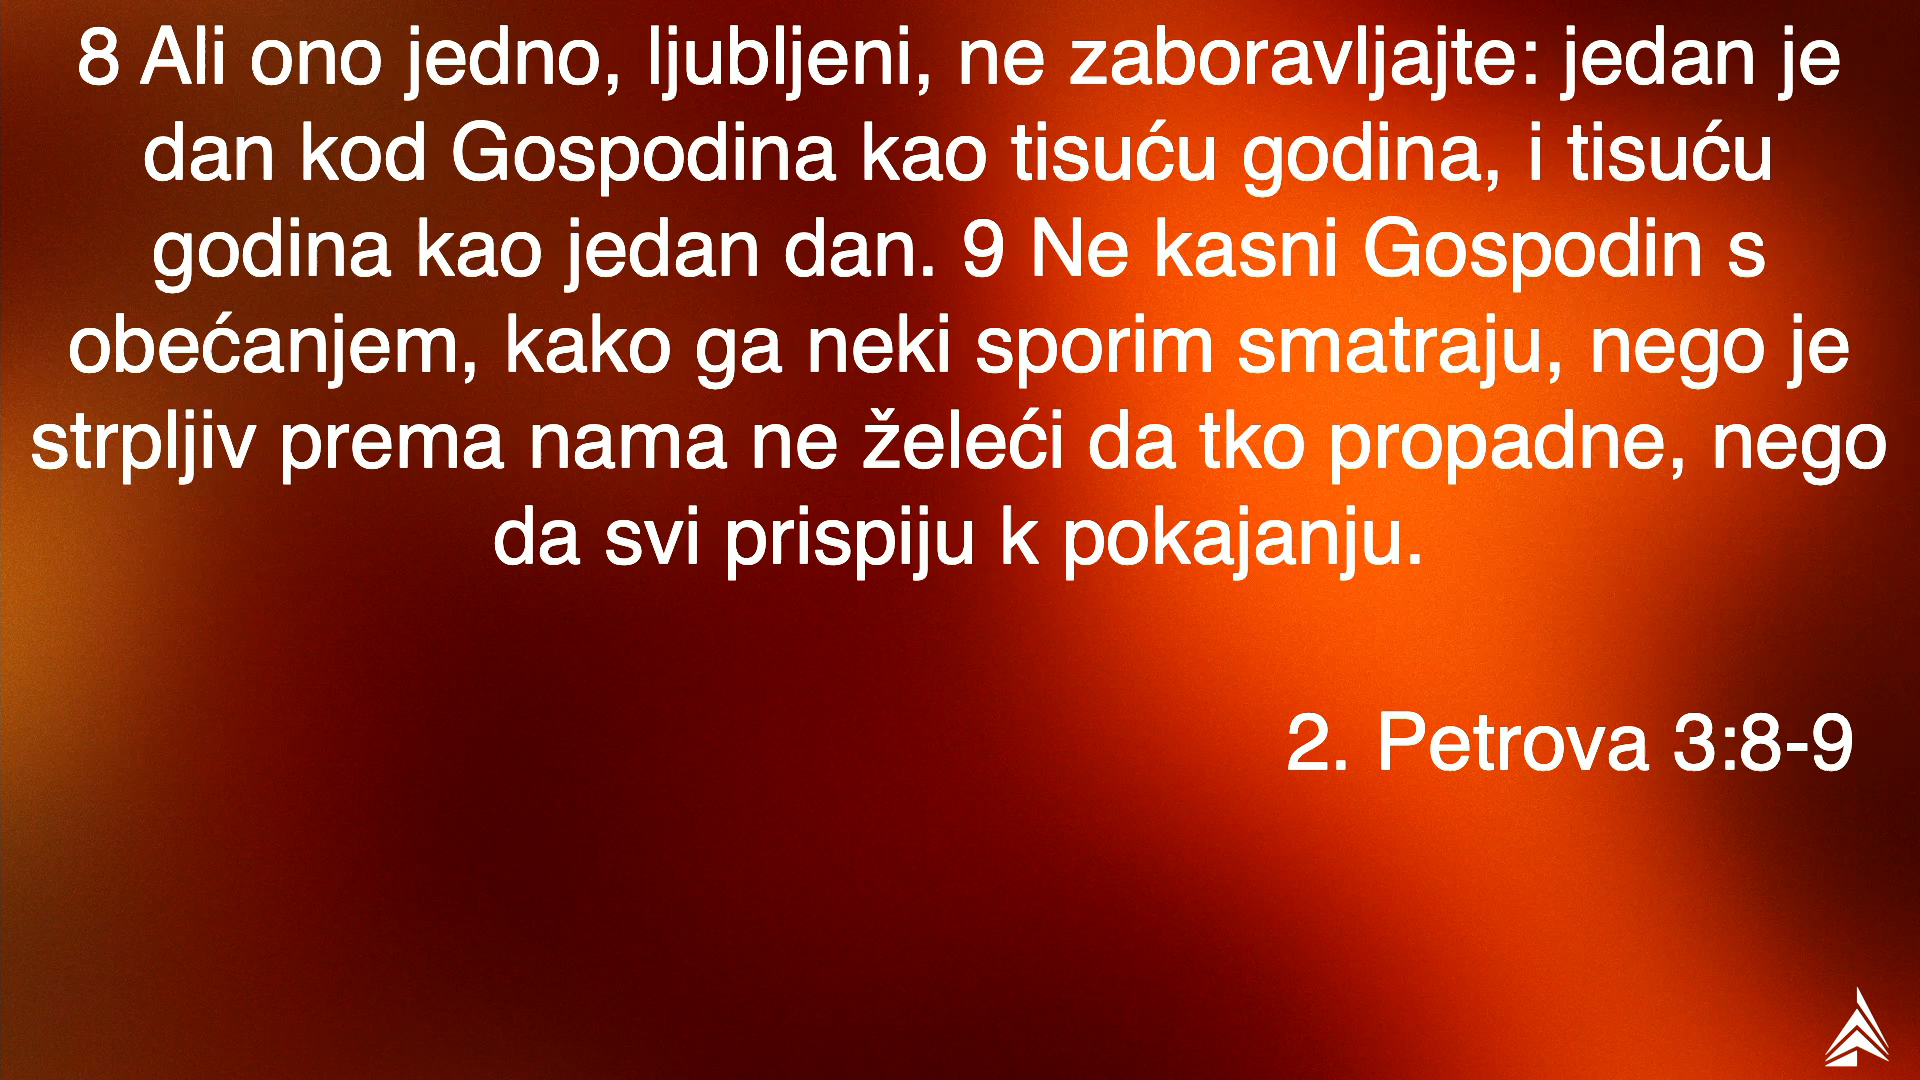 8 Ali ono jedno, ljubljeni, ne zaboravljajte: jedan je
dan kod Gospodina kao tisuću godina, i tisuću
godina kao jedan dan. 9 Ne kasni Gospodin s
obećanjem, kako ga neki sporim smatraju, nego je
strpljiv prema nama ne želeći da tko propadne, nego
da svi prispiju k pokajanju.
2. Petrova 3:8-9